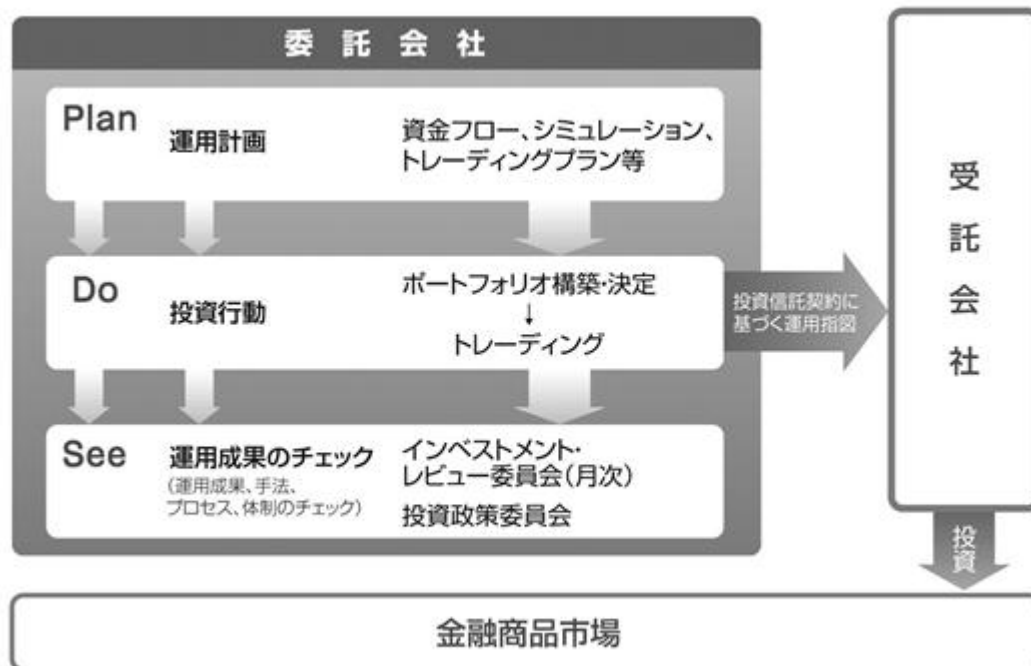 委託会社
Plan
運用計画
資金フロー、シミュレーション、
トレーディングプラン等
Do
投資行動
ポートフォリオ構築・決定
↓
トレーディング
投資信託契約に
基づく運用指図
See
運用成果のチェック
(運用成果、手法、
プロセス、体制のチェック)
インベストメント・
レビュー委員会(月次)
投資政策委員会
受託会社
投資
金融商品市場